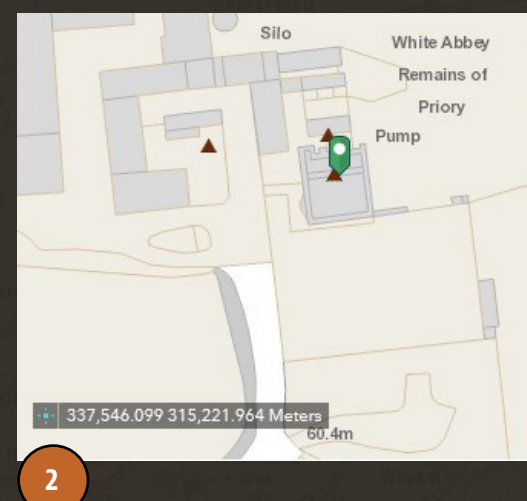 Silo
White Abbey
Remains of
Priory
Pump
337,546.099 315,221.964 Meters
60.4m
2